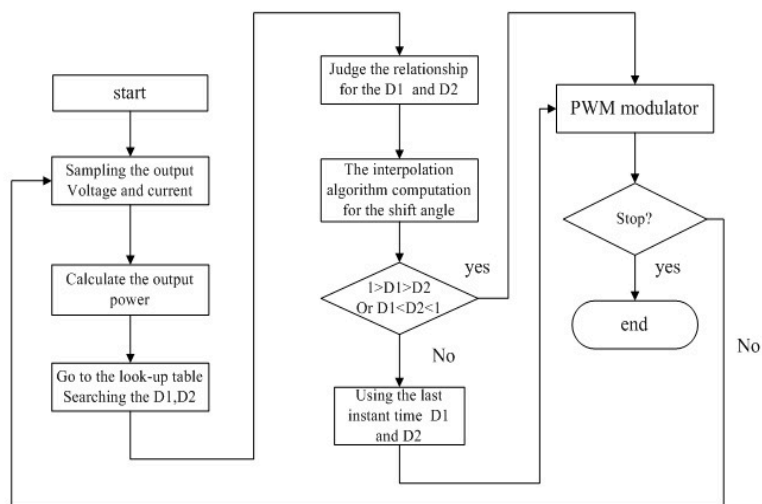 start
Sampling the output
Voltage and current
Calculate the output
power
Go to the look-up table
Searching the D1,D2
Judge the relationship
for the D1 and D2
The interpolation
algorithm computation
for the shift angle
1>D1>D2
Or D1<D2<1
yes
No
Using the last
instant time D1
and D2
PWM modulator
Stop?
yes
No
end